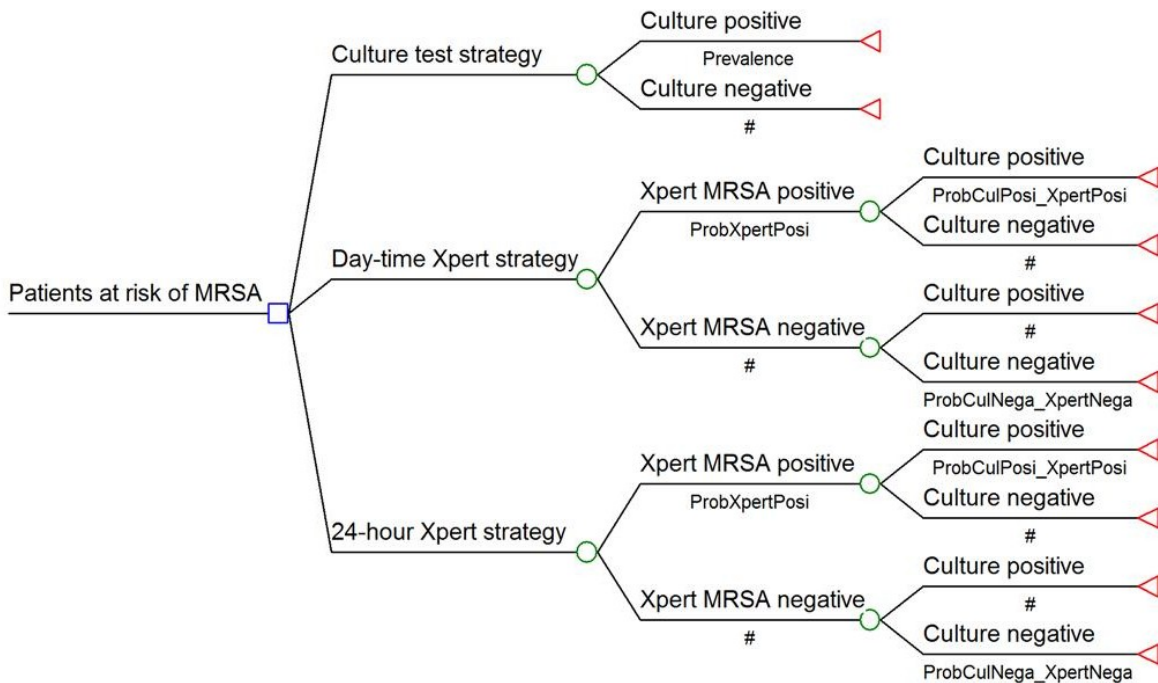 Culture positive
Prevalence
Culture test strategy
Culture negative
#
Culture positive
ProbCulPosi_XpertPosi
Xpert MRSA positive
ProbXpertPosi
Culture negative
#
Day-time Xpert strategy
Patients at risk of MRSA
Culture positive
#
Xpert MRSA negative
#
Culture negative
ProbCulNega_XpertNega
Culture positive
ProbCulPosi_XpertPosi
Xpert MRSA positive
ProbXpertPosi
Culture negative
#
24-hour Xpert strategy
Culture positive
#
Xpert MRSA negative
#
Culture negative
ProbCulNega_XpertNega